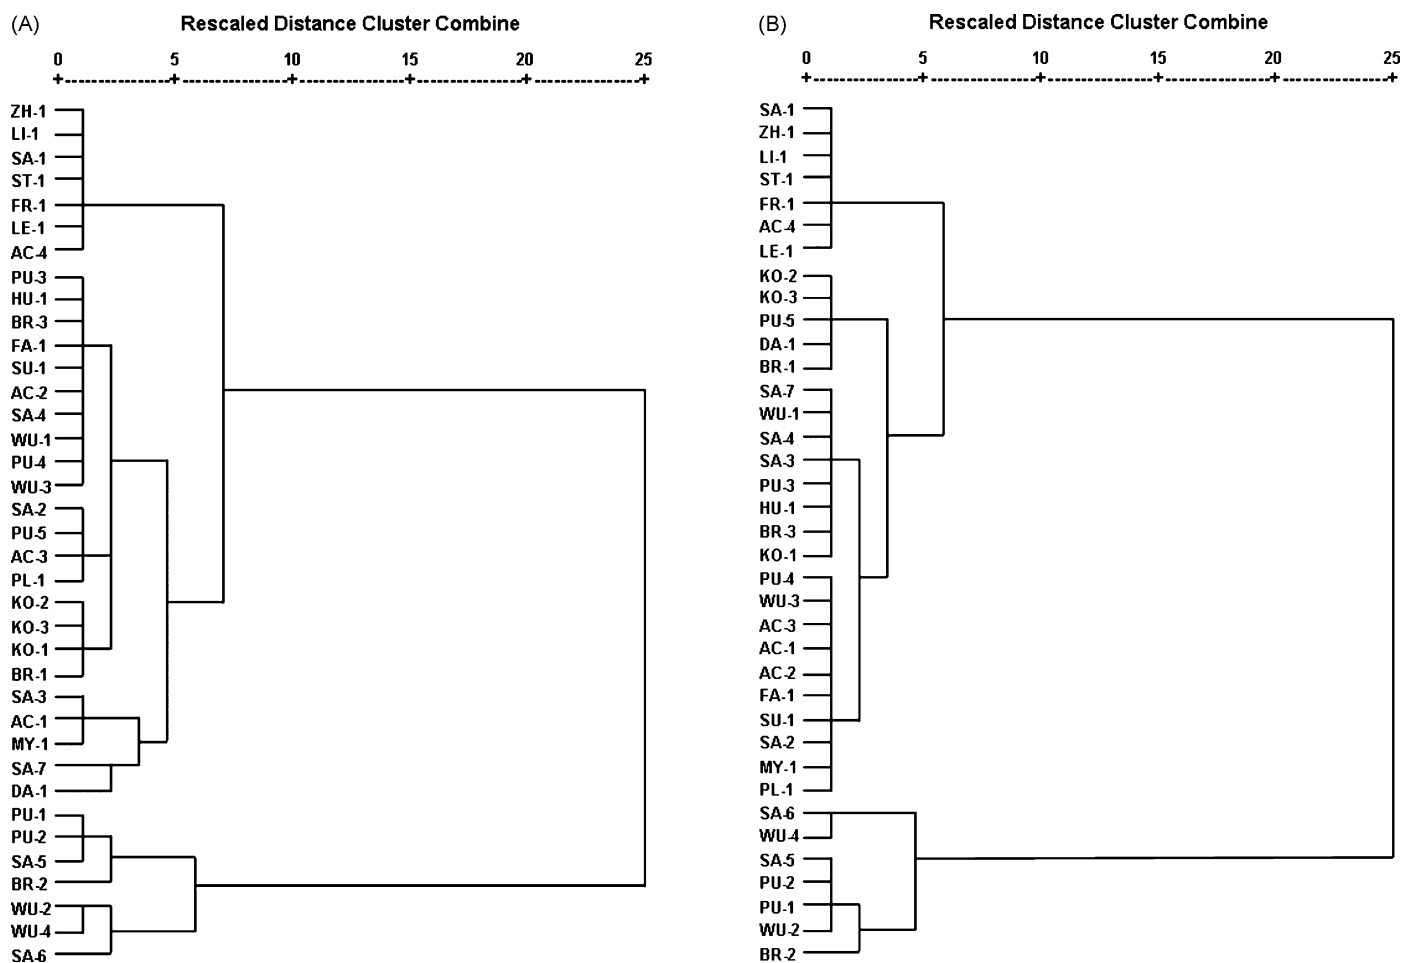 (A) Rescaled Distance Cluster Combine
0 5 10 15 20 25
ZH-1
LI-1
SA-1
ST-1
FR-1
LE-1
AC-4
PU-3
HU-1
BR-3
FA-1
SU-1
AC-2
SA-4
WU-1
PU-4
WU-3
SA-2
PU-5
AC-3
PL-1
KO-2
KO-3
KO-1
BR-1
SA-3
AC-1
MY-1
SA-7
DA-1
PU-1
PU-2
SA-5
BR-2
WU-2
WU-4
SA-6
(B) Rescaled Distance Cluster Combine
0 5 10 15 20 25
SA-1
ZH-1
LI-1
ST-1
FR-1
AC-4
LE-1
KO-2
KO-3
PU-5
DA-1
BR-1
SA-7
WU-1
SA-4
SA-3
PU-3
HU-1
BR-3
KO-1
PU-4
WU-3
AC-3
AC-1
AC-2
FA-1
SU-1
SA-2
MY-1
PL-1
SA-6
WU-4
SA-5
PU-2
PU-1
WU-2
BR-2